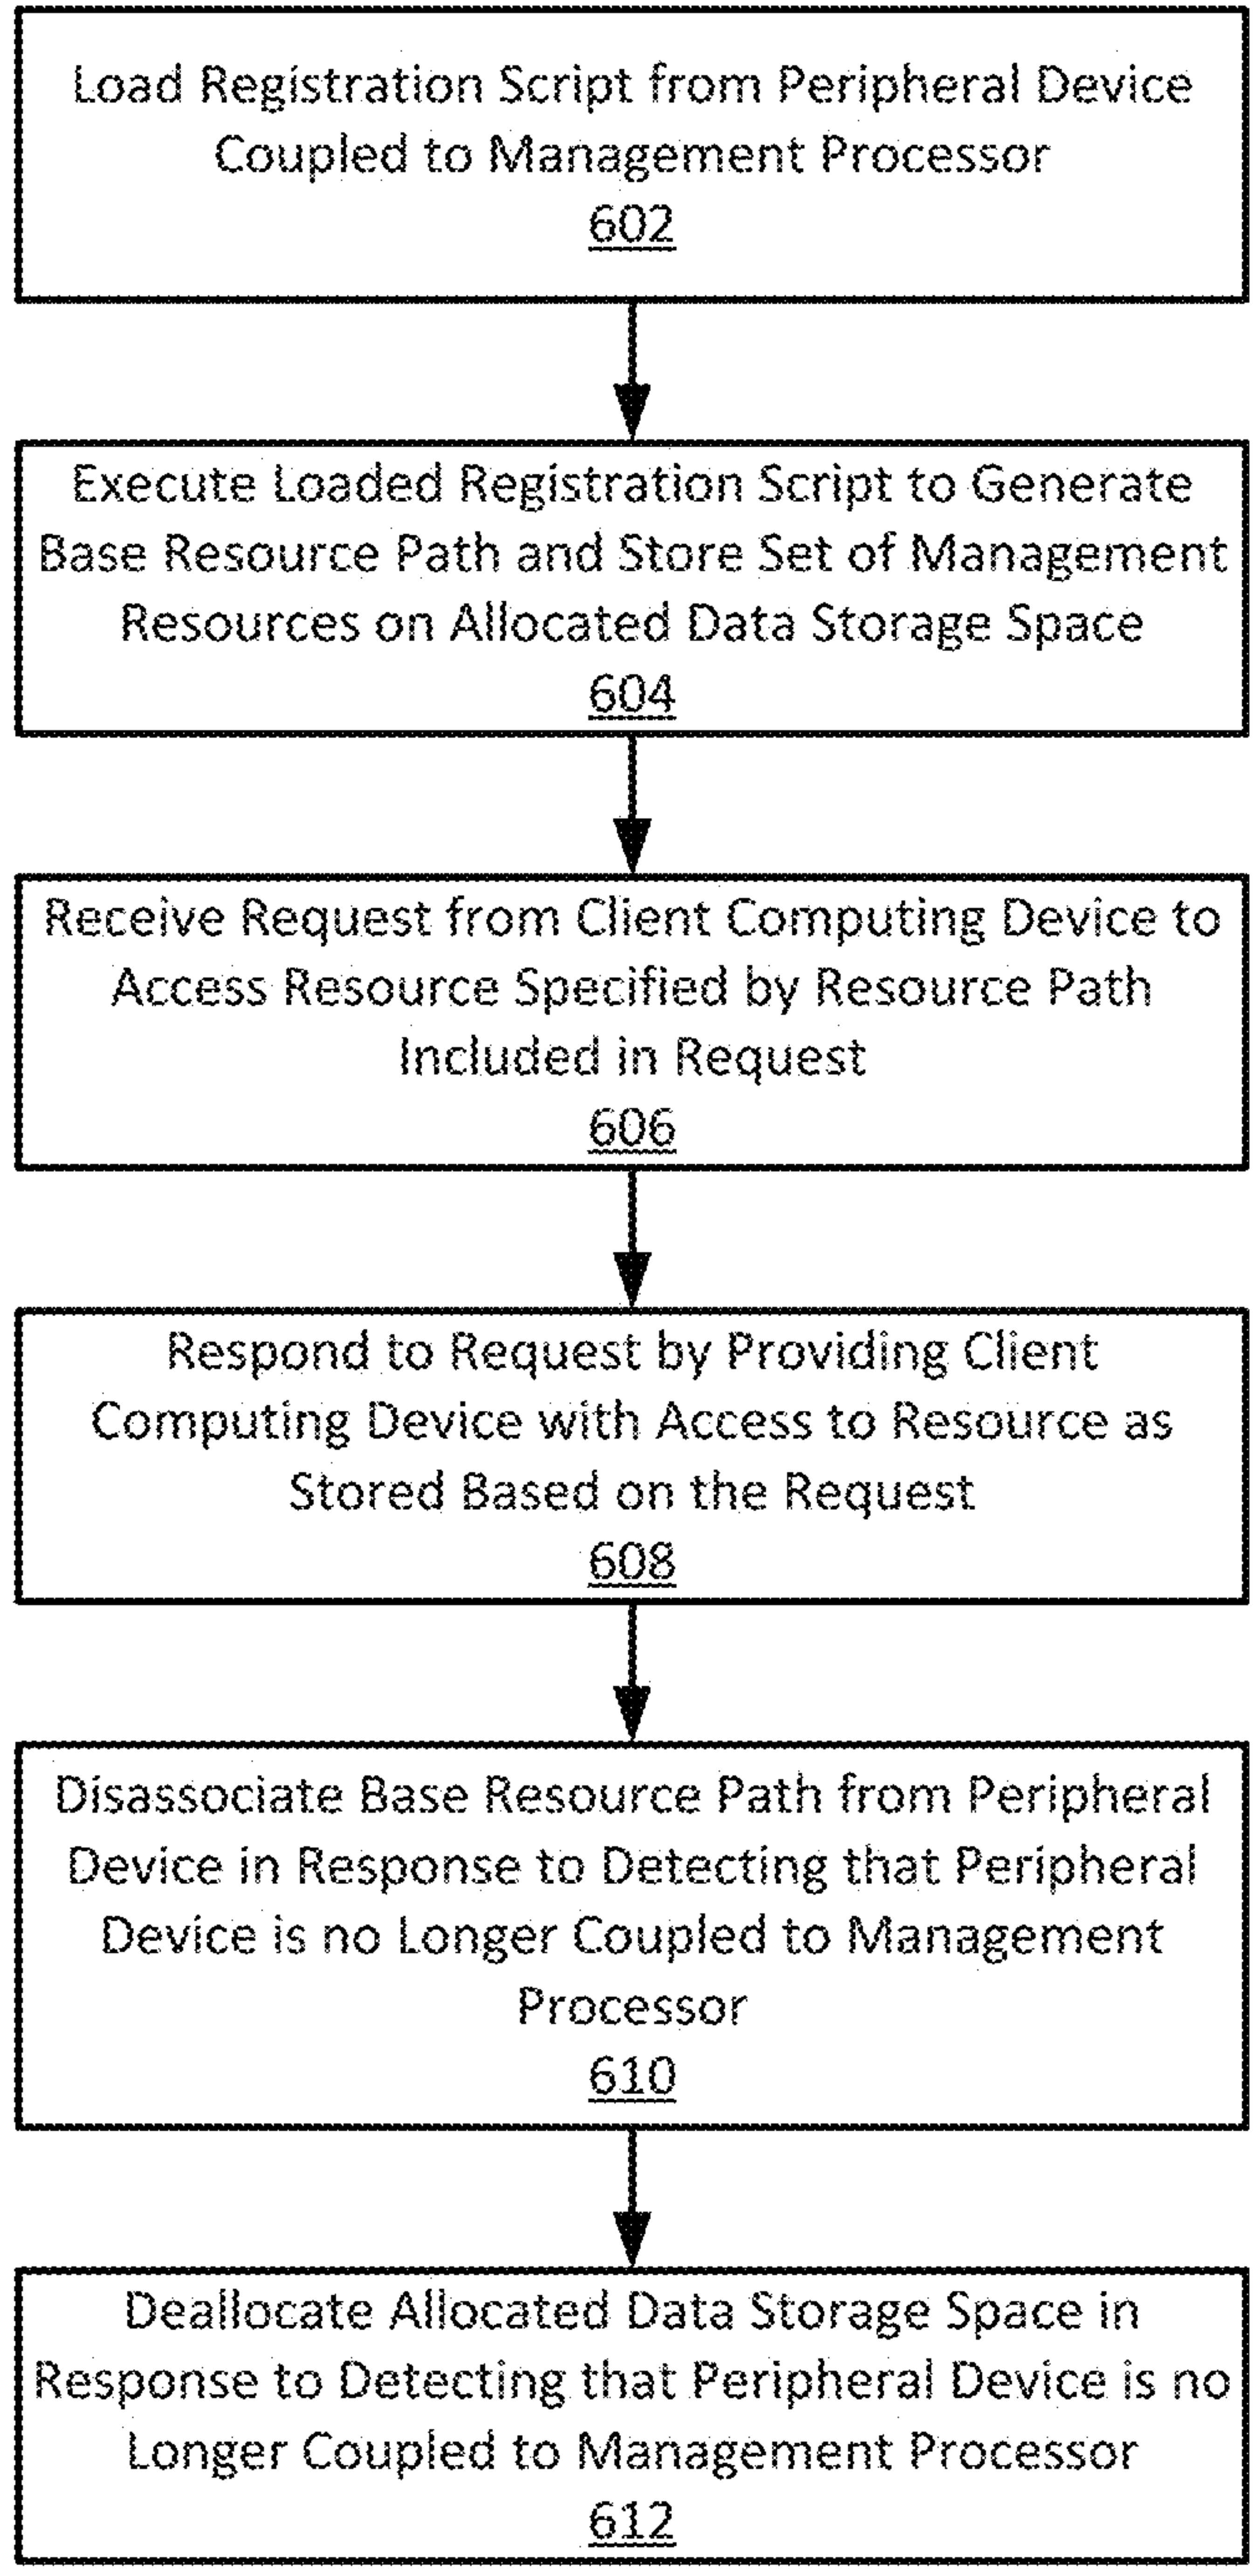 Load Registration Script from Peripheral Device
Coupled to Management Processor
602
Execute Loaded Registration Script to Generate
Base Resource Path and Store Set of Management
Resources on Allocated Data Storage Space
604
Receive Request from Client Computing Device to
Access Resource Specified by Resource Path
Included in Request
606
Respond to Request by Providing Client
Computing Device with Access to Resource as
Stored Based on the Request
608
Disassociate Base Resource Path from Peripheral
Device in Response to Detecting that Peripheral
Device is no Longer Coupled to Management
Processor
610
Deallocate Allocated Data Storage Space in
Response to Detecting that Peripheral Device is no
Longer Coupled to Management Processor
612